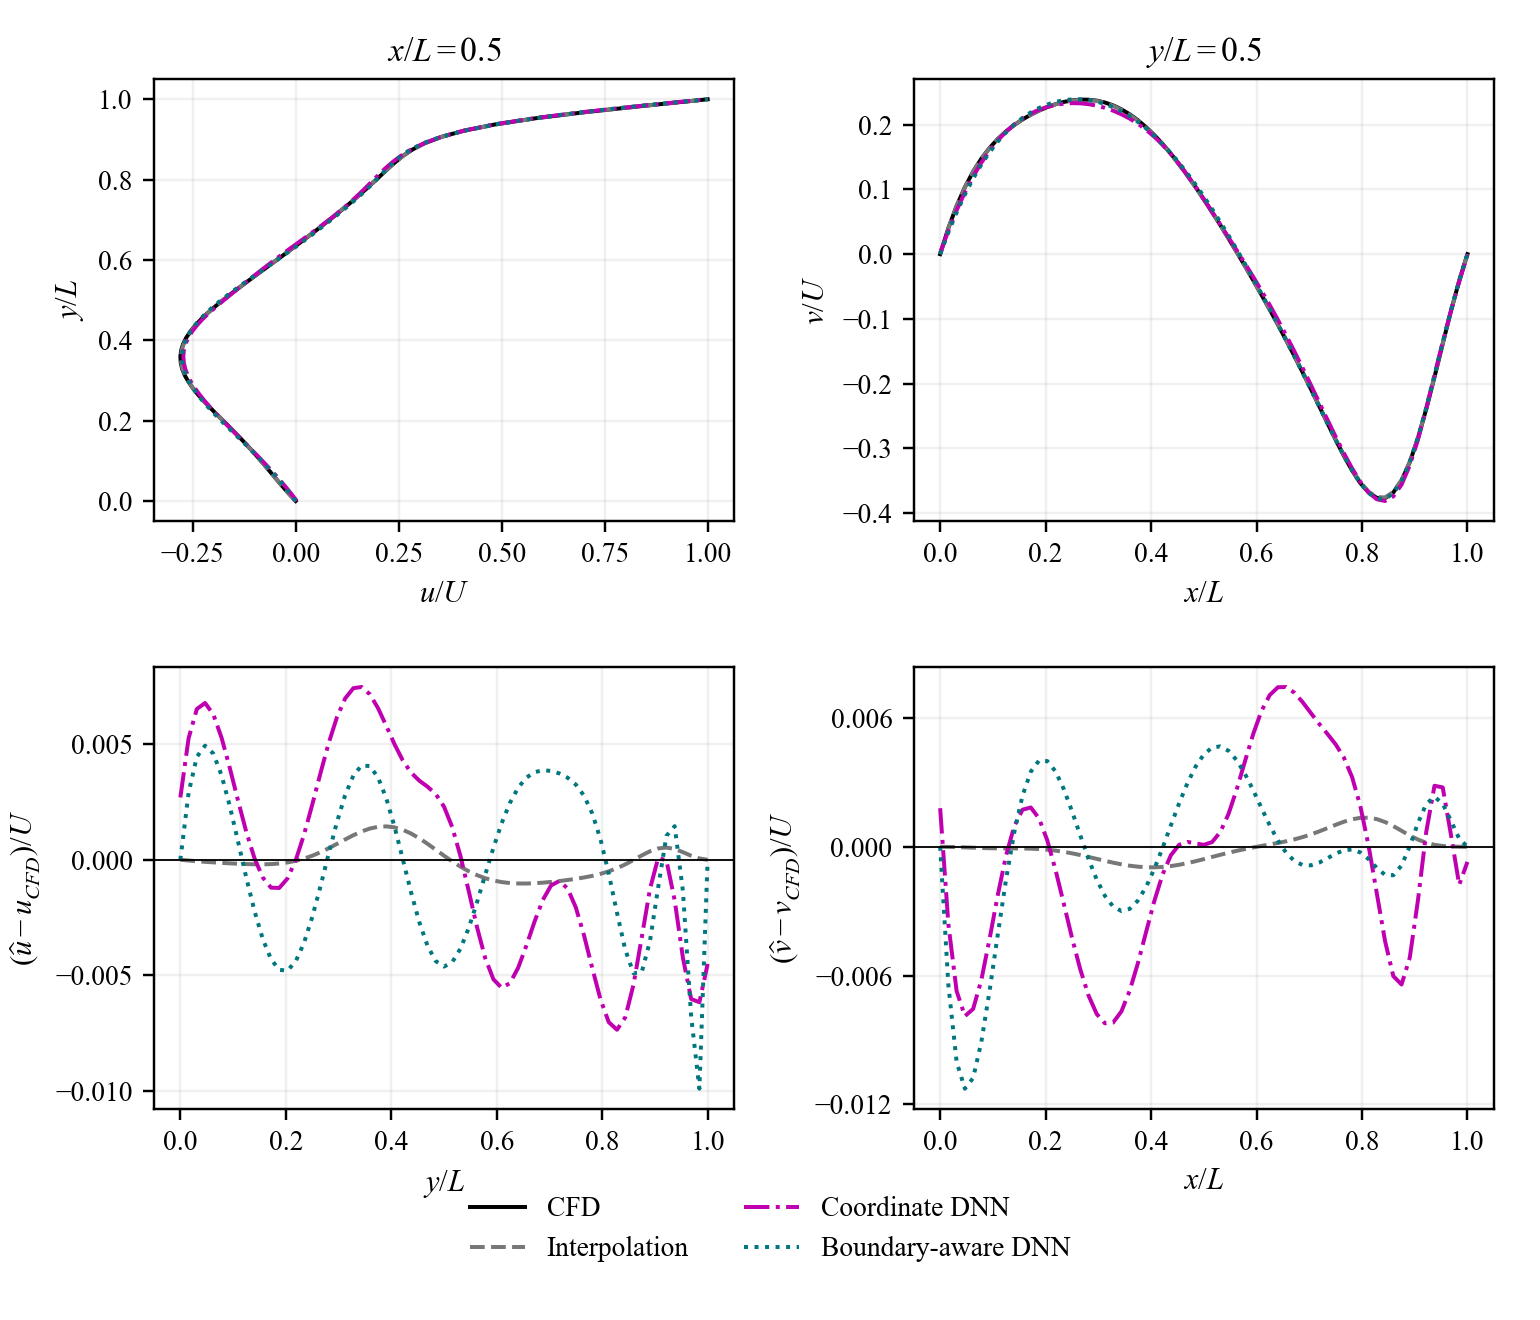 x/L=0.5
1.0
0.8
0.6
0.4
0.2
0.0
y/L
−0.25 0.00 0.25 0.50 0.75 1.00
u/U
y/L=0.5
0.2
0.1
0.0
−0.1
−0.2
−0.3
−0.4
v/U
0.0 0.2 0.4 0.6 0.8 1.0
x/L
0.005
0.000
−0.005
−0.010
(û−u_CFD)/U
0.0 0.2 0.4 0.6 0.8 1.0
y/L
0.006
0.000
−0.006
−0.012
(v̂−v_CFD)/U
0.0 0.2 0.4 0.6 0.8 1.0
x/L
CFD
Interpolation
Coordinate DNN
Boundary-aware DNN